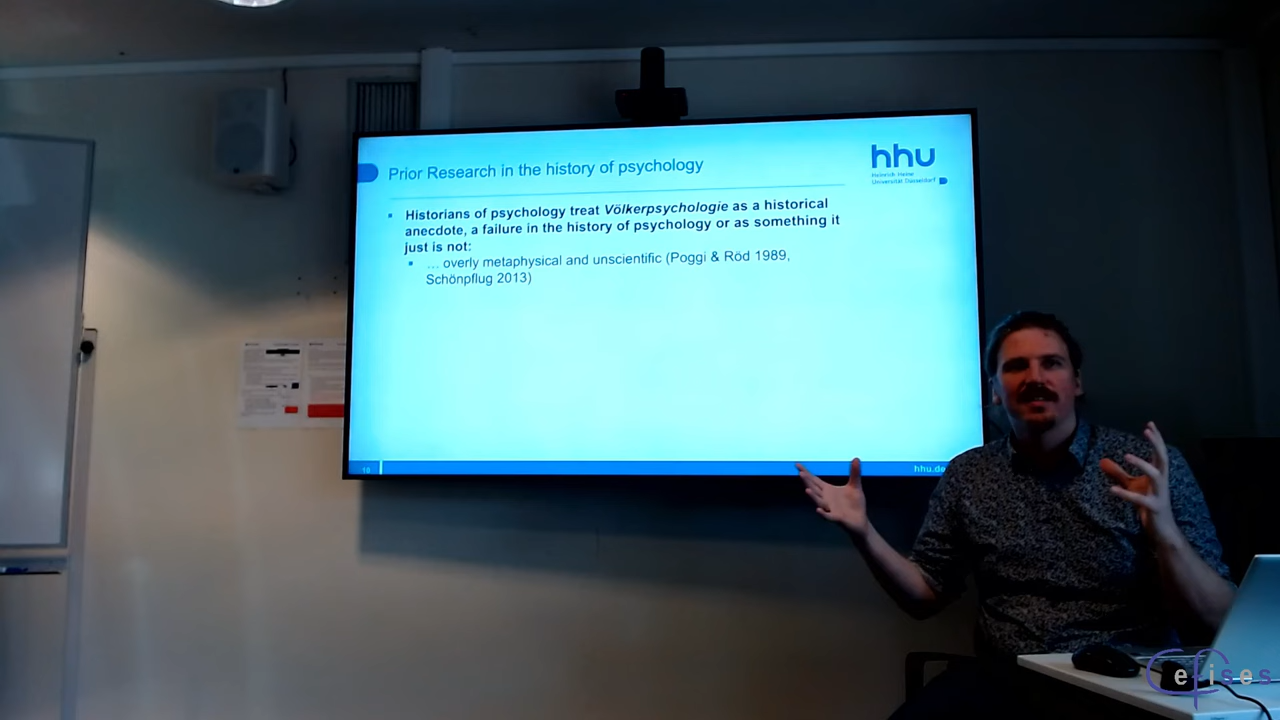 Prior Research in the history of psychology
hhu
Heinrich Heine
Universität Düsseldorf
Historians of psychology treat Völkerpsychologie as a historical
anecdote, a failure in the history of psychology or as something it
just is not:
… overly metaphysical and unscientific (Poggi & Röd 1989,
Schönpflug 2013)
hhu.de
Cefises